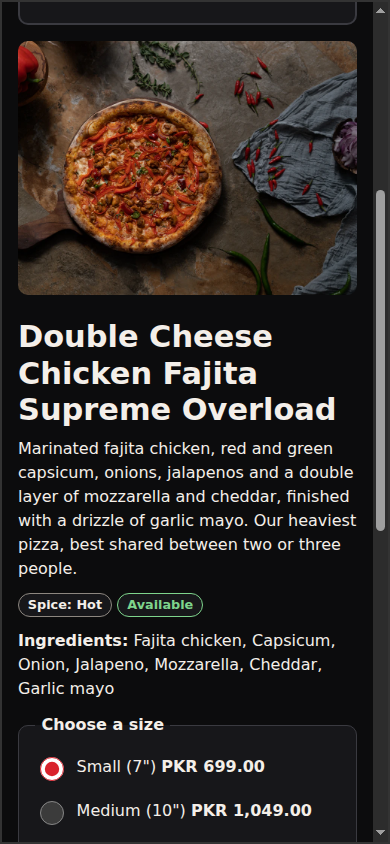 Double Cheese
Chicken Fajita
Supreme Overload
Marinated fajita chicken, red and green
capsicum, onions, jalapenos and a double
layer of mozzarella and cheddar, finished
with a drizzle of garlic mayo. Our heaviest
pizza, best shared between two or three
people.
Spice: Hot Available
Ingredients: Fajita chicken, Capsicum,
Onion, Jalapeno, Mozzarella, Cheddar,
Garlic mayo
Choose a size
Small (7") PKR 699.00
Medium (10") PKR 1,049.00